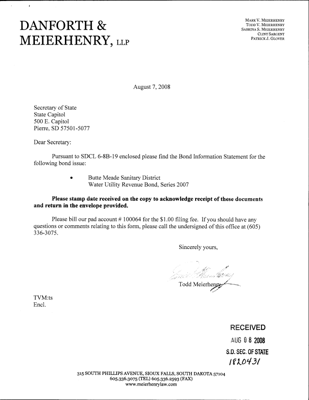 DANFORTH &
MEIERHENRY, LLP
MARK V. MEIERHENRY
TODD V. MEIERHENRY
SABRINA S. MEIERHENRY
CLINT SARGENT
PATRICK J. GLOVER
August 7, 2008
Secretary of State
State Capitol
500 E. Capitol
Pierre, SD 57501-5077
Dear Secretary:
Pursuant to SDCL 6-8B-19 enclosed please find the Bond Information Statement for the
following bond issue:
• Butte Meade Sanitary District
Water Utility Revenue Bond, Series 2007
Please stamp date received on the copy to acknowledge receipt of these documents
and return in the envelope provided.
Please bill our pad account # 100064 for the $1.00 filing fee. If you should have any
questions or comments relating to this form, please call the undersigned of this office at (605)
336-3075.
Sincerely yours,
Todd Meierhenry
TVM:ts
Encl.
RECEIVED
AUG 08 2008
S.D. SEC. OF STATE
1820431
315 SOUTH PHILLIPS AVENUE, SIOUX FALLS, SOUTH DAKOTA 57104
605.336.3075 (TEL) 605.336.2593 (FAX)
www.meierhenrylaw.com